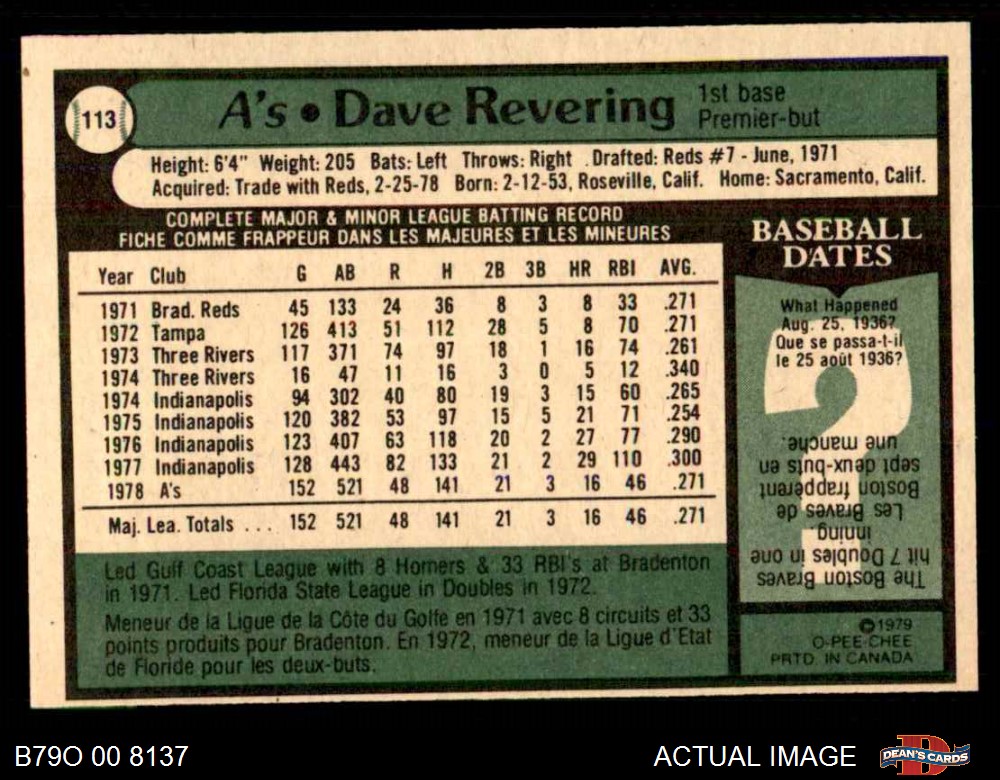 113
A's • Dave Revering
1st base
Premier-but
Height: 6'4" Weight: 205 Bats: Left Throws: Right . Drafted: Reds #7 - June, 1971
Acquired: Trade with Reds, 2-25-78 Born: 2-12-53, Roseville, Calif. Home: Sacramento, Calif.
COMPLETE MAJOR & MINOR LEAGUE BATTING RECORD
FICHE COMME FRAPPEUR DANS LES MAJEURES ET LES MINEURES
Year Club G AB R H 2B 3B HR RBI AVG.
1971 Brad. Reds 45 133 24 36 8 3 8 33 .271
1972 Tampa 126 413 51 112 28 5 8 70 .271
1973 Three Rivers 117 371 74 97 18 1 16 74 .261
1974 Three Rivers 16 47 11 16 3 0 5 12 .340
1974 Indianapolis 94 302 40 80 19 3 15 60 .265
1975 Indianapolis 120 382 53 97 15 5 21 71 .254
1976 Indianapolis 123 407 63 118 20 2 27 77 .290
1977 Indianapolis 128 443 82 133 21 2 29 110 .300
1978 A's 152 521 48 141 21 3 16 46 .271
Maj. Lea. Totals ... 152 521 48 141 21 3 16 46 .271
Led Gulf Coast League with 8 Homers & 33 RBI's at Bradenton
in 1971. Led Florida State League in Doubles in 1972.
Meneur de la Ligue de la Côte du Golfe en 1971 avec 8 circuits et 33
points produits pour Bradenton. En 1972, meneur de la Ligue d'Etat
de Floride pour les deux-buts.
BASEBALL
DATES
What Happened
Aug. 25, 1936?
Que se passa-t-il
le 25 août 1936?
?
The Boston Braves
hit 7 Doubles in one
inning.
Les Braves de
Boston frappèrent
sept deux-buts en
une manche.
©1979
O-PEE-CHEE
PRTD. IN CANADA
B79O 00 8137
ACTUAL IMAGE
D
DEAN'S CARDS